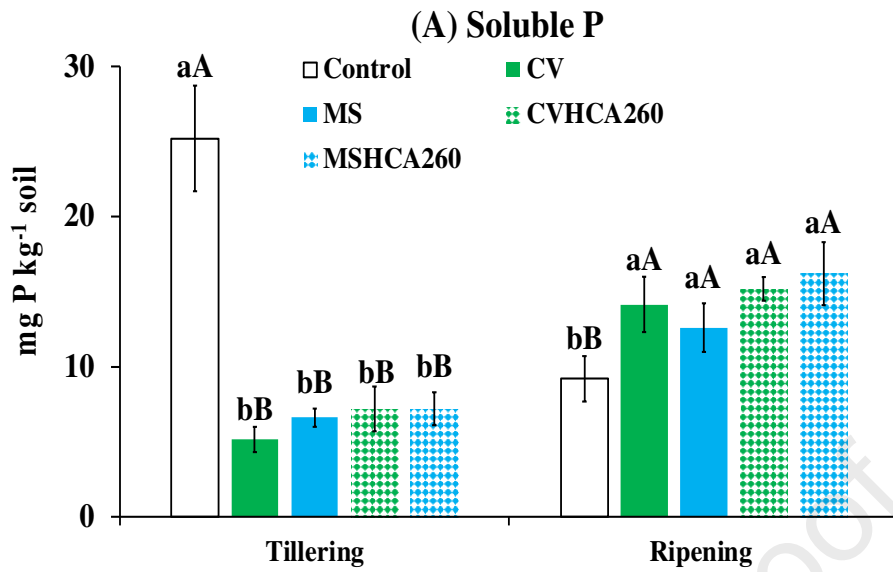 (A) Soluble P
30
20
10
0
mg P kg⁻¹ soil
Control CV
MS CVHCA260
MSHCA260
aA
bB bB bB bB
bB aA aA aA aA
Tillering Ripening